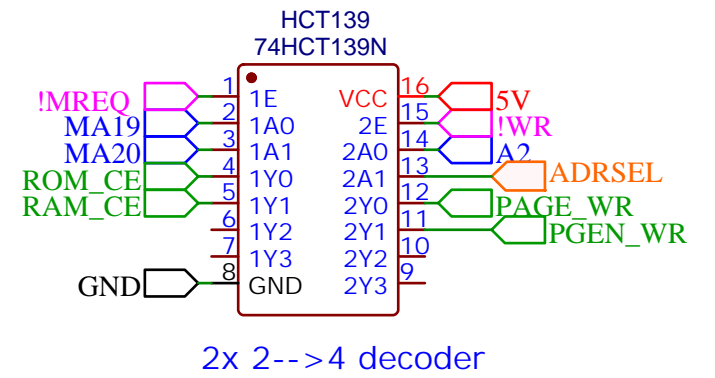 HCT139
74HCT139N
!MREQ 1 1E VCC 16 5V
MA19 2 1A0 2E 15 !WR
MA20 3 1A1 2A0 14 A2
ROM_CE 4 1Y0 2A1 13 ADRSEL
RAM_CE 5 1Y1 2Y0 12 PAGE_WR
6 1Y2 2Y1 11 PGEN_WR
7 1Y3 2Y2 10
GND 8 GND 2Y3 9
2x 2-->4 decoder